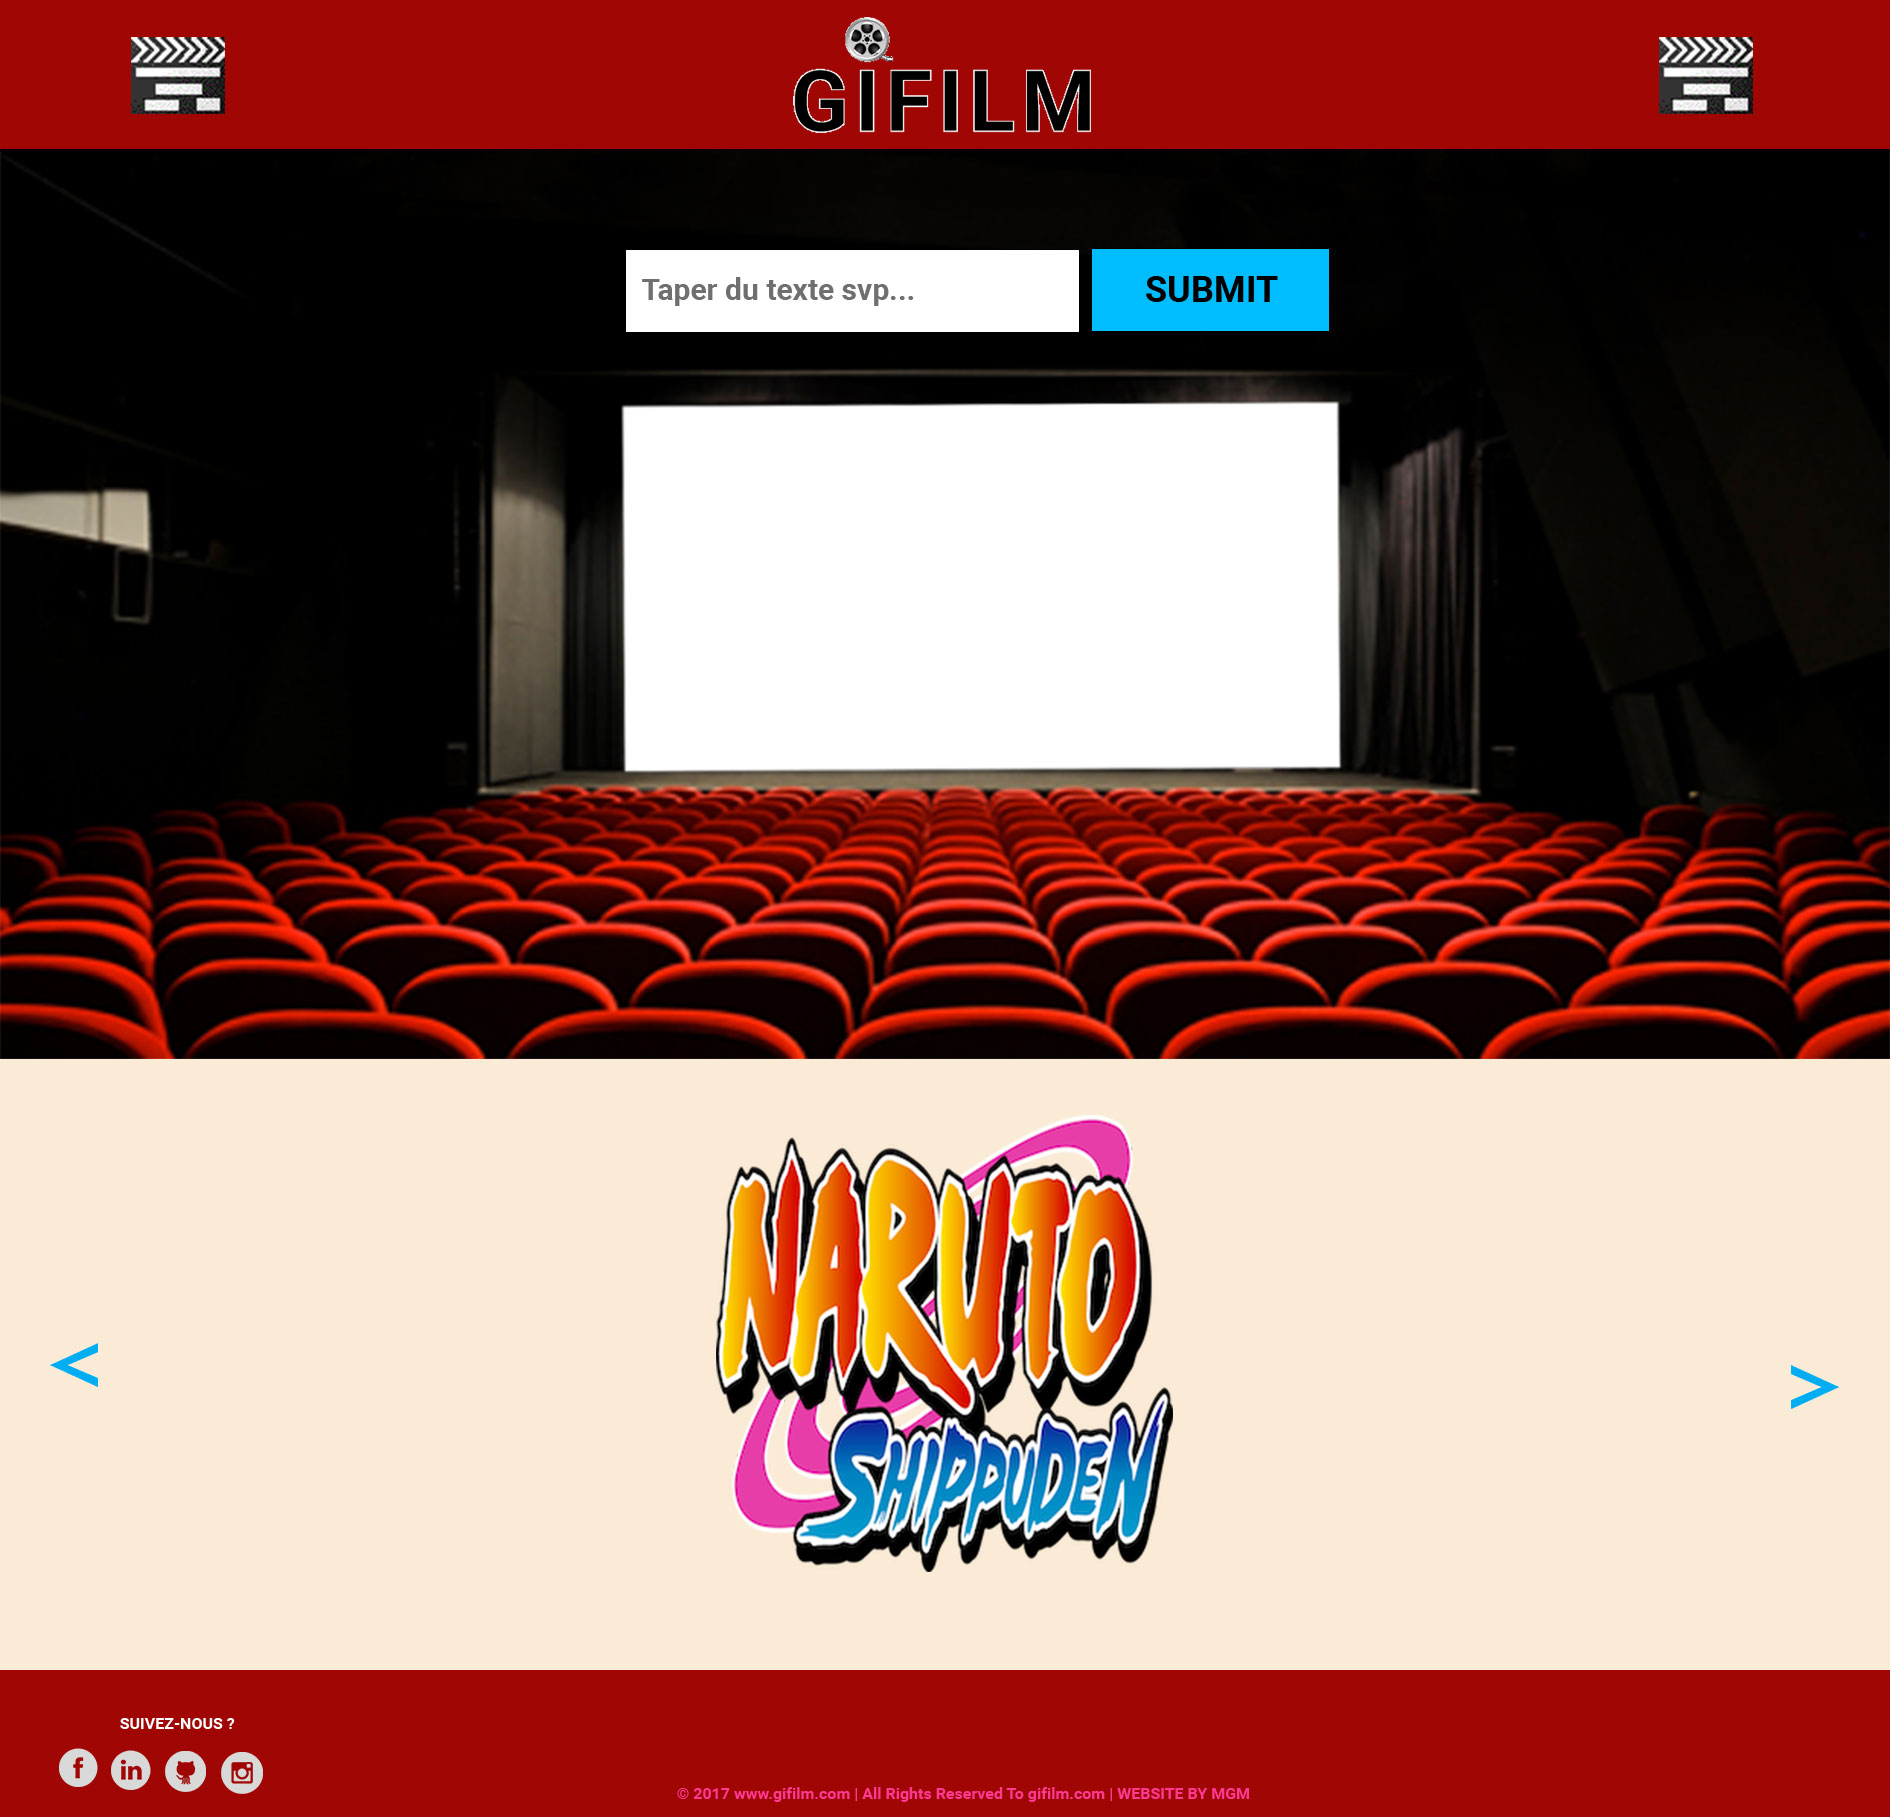 GIFILM
Taper du texte svp...
SUBMIT
NARUTO
SHIPPUDEN
<
>
SUIVEZ-NOUS ?
f in
© 2017 www.gifilm.com | All Rights Reserved To gifilm.com | WEBSITE BY MGM